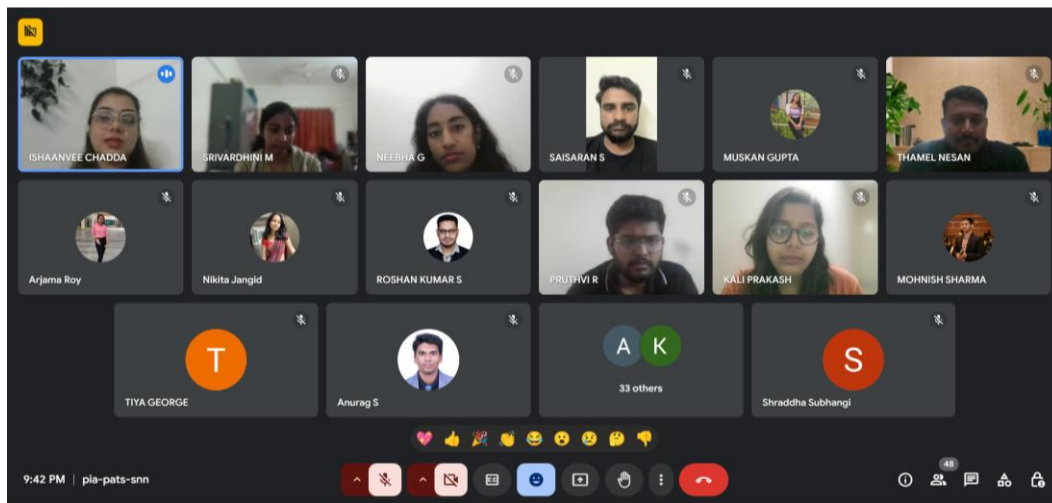 ISHAANVEE CHADDA
SRIVARDHINI M
NEEBHA G
SAISARAN S
MUSKAN GUPTA
THAMEL NESAN
Arjama Roy
Nikita Jangid
ROSHAN KUMAR S
PRUTHVI R
KALI PRAKASH
MOHNISH SHARMA
T
TIYA GEORGE
Anurag S
A K
33 others
S
Shraddha Subhangi
48
9:42 PM | pia-pats-snn